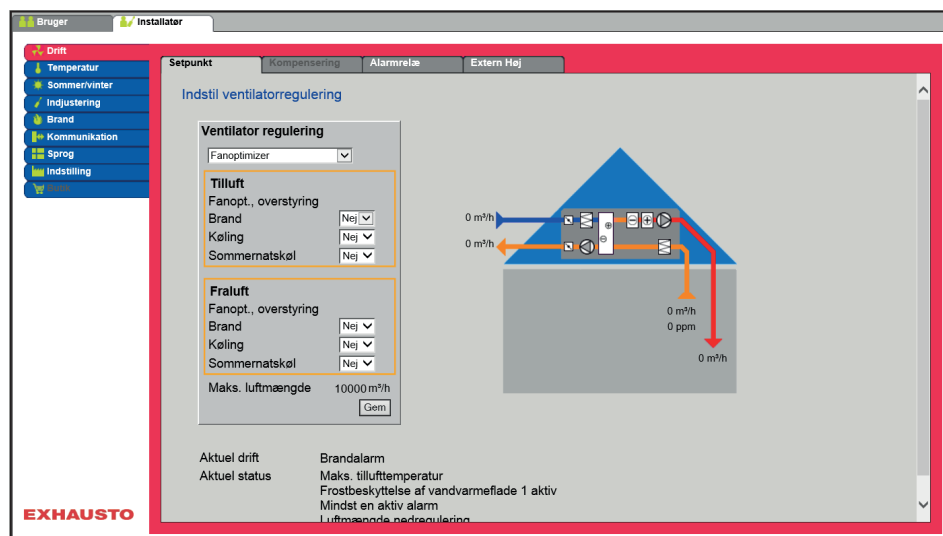 Bruger
Installatør
Drift
Temperatur
Sommer/vinter
Indjustering
Brand
Kommunikation
Sprog
Indstilling
Butik
Setpunkt
Kompensering
Alarmrelæ
Extern Høj
Indstil ventilatorregulering
Ventilator regulering
Fanoptimizer
Tilluft
Fanopt., overstyring
Brand Nej
Køling Nej
Sommernatskøl Nej
Fraluft
Fanopt., overstyring
Brand Nej
Køling Nej
Sommernatskøl Nej
Maks. luftmængde 10000 m³/h
Gem
0 m³/h
0 m³/h
0 m³/h
0 ppm
0 m³/h
Aktuel drift Brandalarm
Aktuel status Maks. tillufttemperatur
Frostbeskyttelse af vandvarmeflade 1 aktiv
Mindst en aktiv alarm
Luftmængde nedregulering
EXHAUSTO